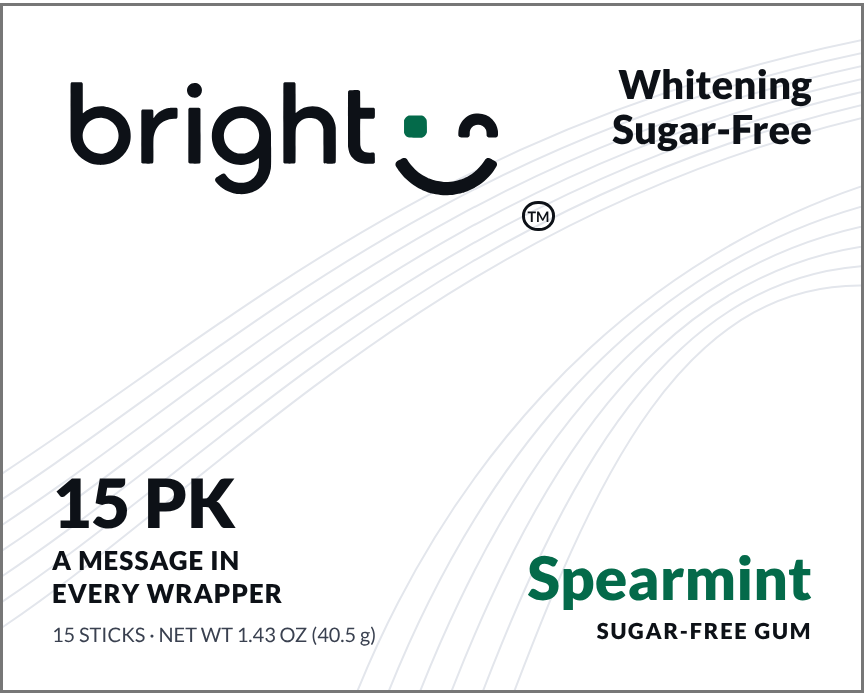 bright
TM
Whitening
Sugar-Free
15 PK
A MESSAGE IN
EVERY WRAPPER
15 STICKS · NET WT 1.43 OZ (40.5 g)
Spearmint
SUGAR-FREE GUM